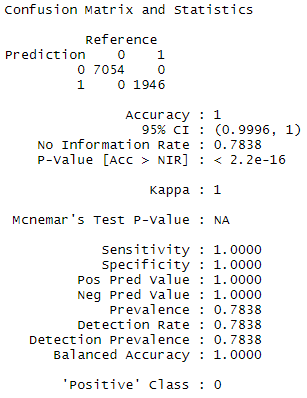 Confusion Matrix and Statistics
Reference
Prediction 0 1
0 7054 0
1 0 1946
Accuracy : 1
95% CI : (0.9996, 1)
No Information Rate : 0.7838
P-Value [Acc > NIR] : < 2.2e-16
Kappa : 1
Mcnemar's Test P-Value : NA
Sensitivity : 1.0000
Specificity : 1.0000
Pos Pred Value : 1.0000
Neg Pred Value : 1.0000
Prevalence : 0.7838
Detection Rate : 0.7838
Detection Prevalence : 0.7838
Balanced Accuracy : 1.0000
'Positive' Class : 0